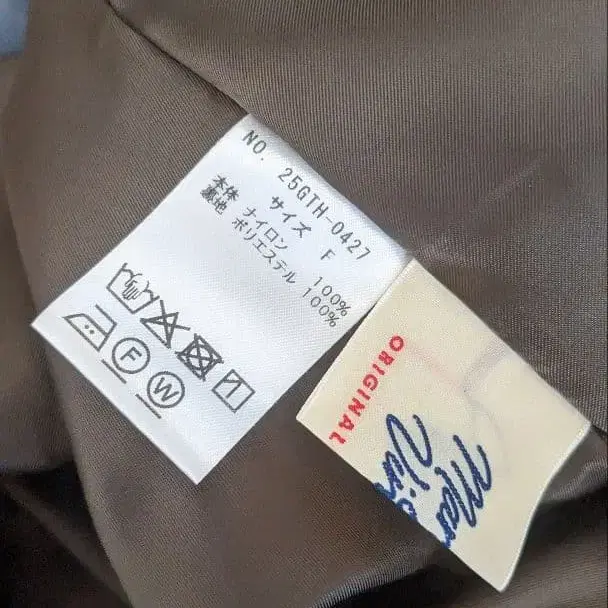 NO. 25GTH-0427
サイズ F
本体 ナイロン 100%
裏地 ポリエステル 100%
F
W
ORIGINAL
Mar